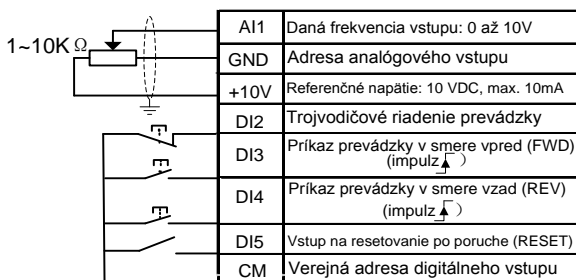 AI1 Daná frekvencia vstupu: 0 až 10V
1~10K Ω
GND Adresa analógového vstupu
+10V Referenčné napätie: 10 VDC, max. 10mA
DI2 Trojvodičové riadenie prevádzky
DI3 Príkaz prevádzky v smere vpred (FWD)
(impulz )
DI4 Príkaz prevádzky v smere vzad (REV)
(impulz )
DI5 Vstup na resetovanie po poruche (RESET)
CM Verejná adresa digitálneho vstupu